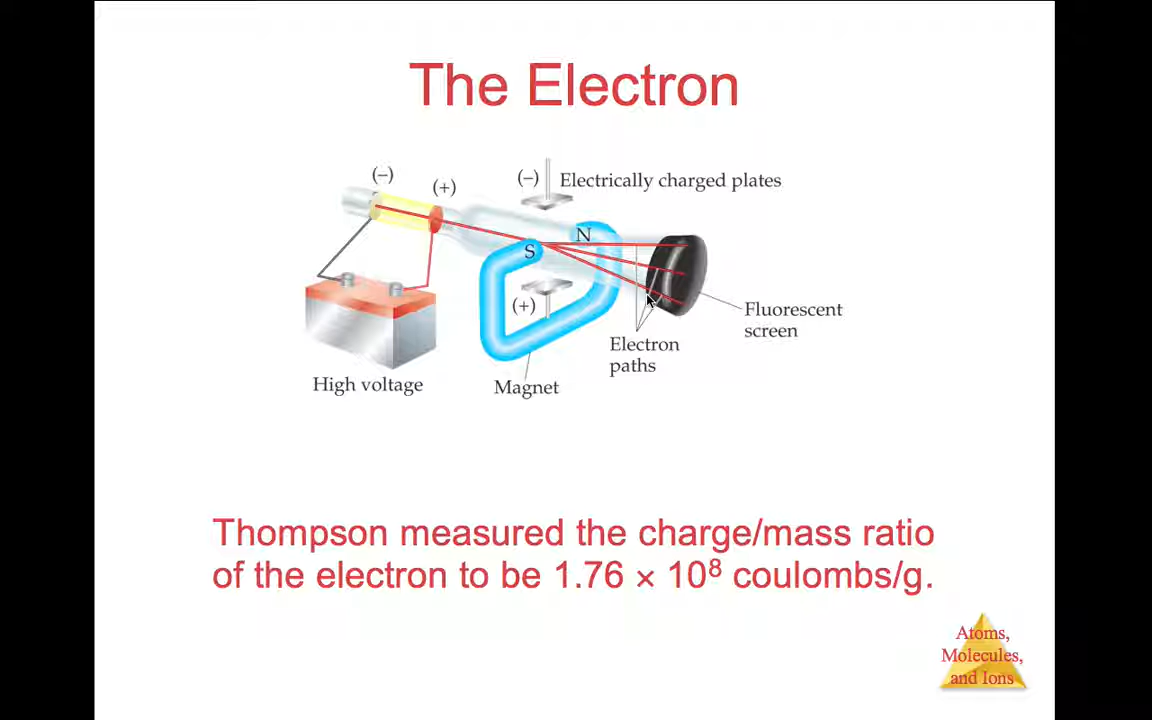 The Electron
(–)
(+)
(–)
Electrically charged plates
N
S
(+)
Fluorescent
screen
Electron
paths
High voltage
Magnet
Thompson measured the charge/mass ratio
of the electron to be 1.76 × 10⁸ coulombs/g.
Atoms,
Molecules,
and Ions